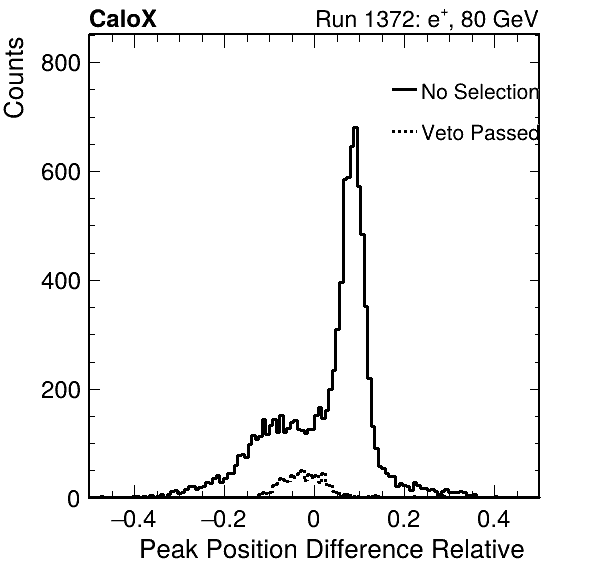 CaloX Run 1372: e⁺, 80 GeV
Counts
800
600
400
200
0
No Selection
Veto Passed
−0.4 −0.2 0 0.2 0.4
Peak Position Difference Relative